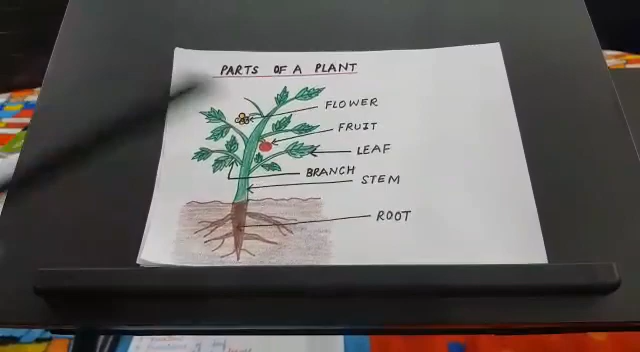 PARTS OF A PLANT
FLOWER
FRUIT
LEAF
BRANCH
STEM
ROOT